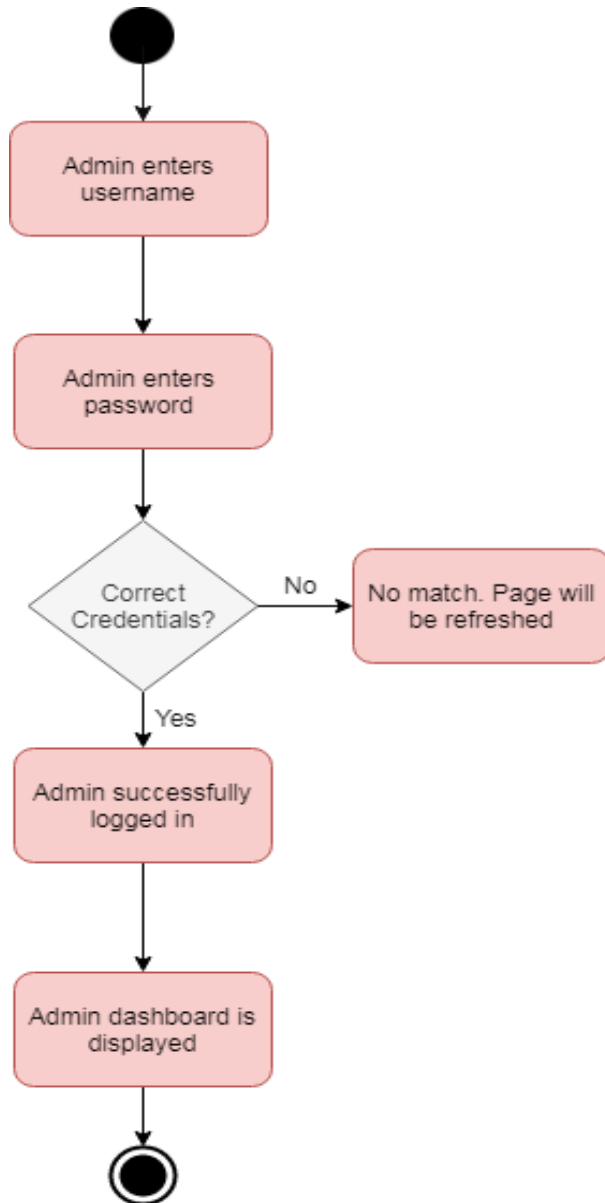 Admin enters
username
Admin enters
password
Correct
Credentials?
No
No match. Page will
be refreshed
Yes
Admin successfully
logged in
Admin dashboard is
displayed